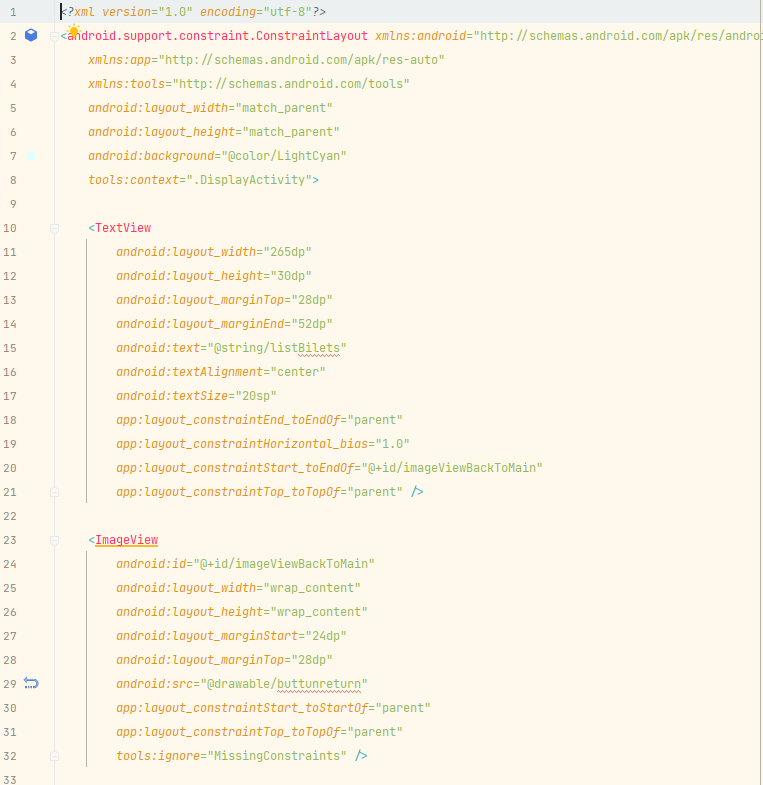 1 <?xml version="1.0" encoding="utf-8"?>
2 <android.support.constraint.ConstraintLayout xmlns:android="http://schemas.android.com/apk/res/andro
3 xmlns:app="http://schemas.android.com/apk/res-auto"
4 xmlns:tools="http://schemas.android.com/tools"
5 android:layout_width="match_parent"
6 android:layout_height="match_parent"
7 android:background="@color/LightCyan"
8 tools:context=".DisplayActivity">
9
10 <TextView
11 android:layout_width="265dp"
12 android:layout_height="30dp"
13 android:layout_marginTop="28dp"
14 android:layout_marginEnd="52dp"
15 android:text="@string/listBilets"
16 android:textAlignment="center"
17 android:textSize="20sp"
18 app:layout_constraintEnd_toEndOf="parent"
19 app:layout_constraintHorizontal_bias="1.0"
20 app:layout_constraintStart_toEndOf="@+id/imageViewBackToMain"
21 app:layout_constraintTop_toTopOf="parent" />
22
23 <ImageView
24 android:id="@+id/imageViewBackToMain"
25 android:layout_width="wrap_content"
26 android:layout_height="wrap_content"
27 android:layout_marginStart="24dp"
28 android:layout_marginTop="28dp"
29 android:src="@drawable/buttunreturn"
30 app:layout_constraintStart_toStartOf="parent"
31 app:layout_constraintTop_toTopOf="parent"
32 tools:ignore="MissingConstraints" />
33